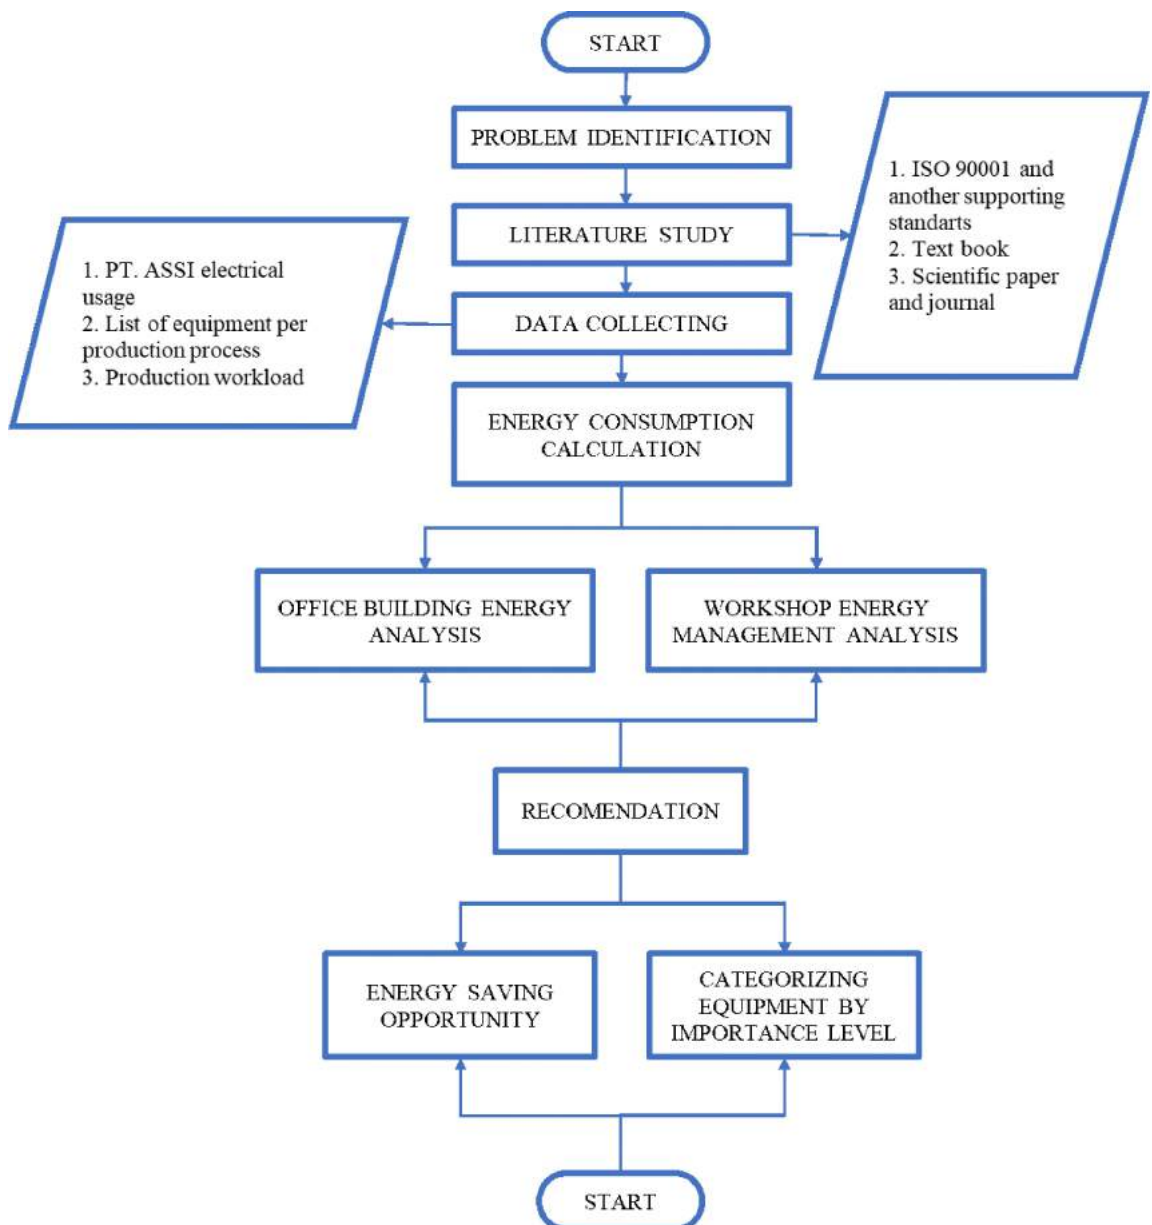 START
PROBLEM IDENTIFICATION
1. ISO 90001 and
another supporting
standarts
2. Text book
3. Scientific paper
and journal
LITERATURE STUDY
1. PT. ASSI electrical
usage
2. List of equipment per
production process
3. Production workload
DATA COLLECTING
ENERGY CONSUMPTION
CALCULATION
OFFICE BUILDING ENERGY
ANALYSIS
WORKSHOP ENERGY
MANAGEMENT ANALYSIS
RECOMENDATION
ENERGY SAVING
OPPORTUNITY
CATEGORIZING
EQUIPMENT BY
IMPORTANCE LEVEL
START